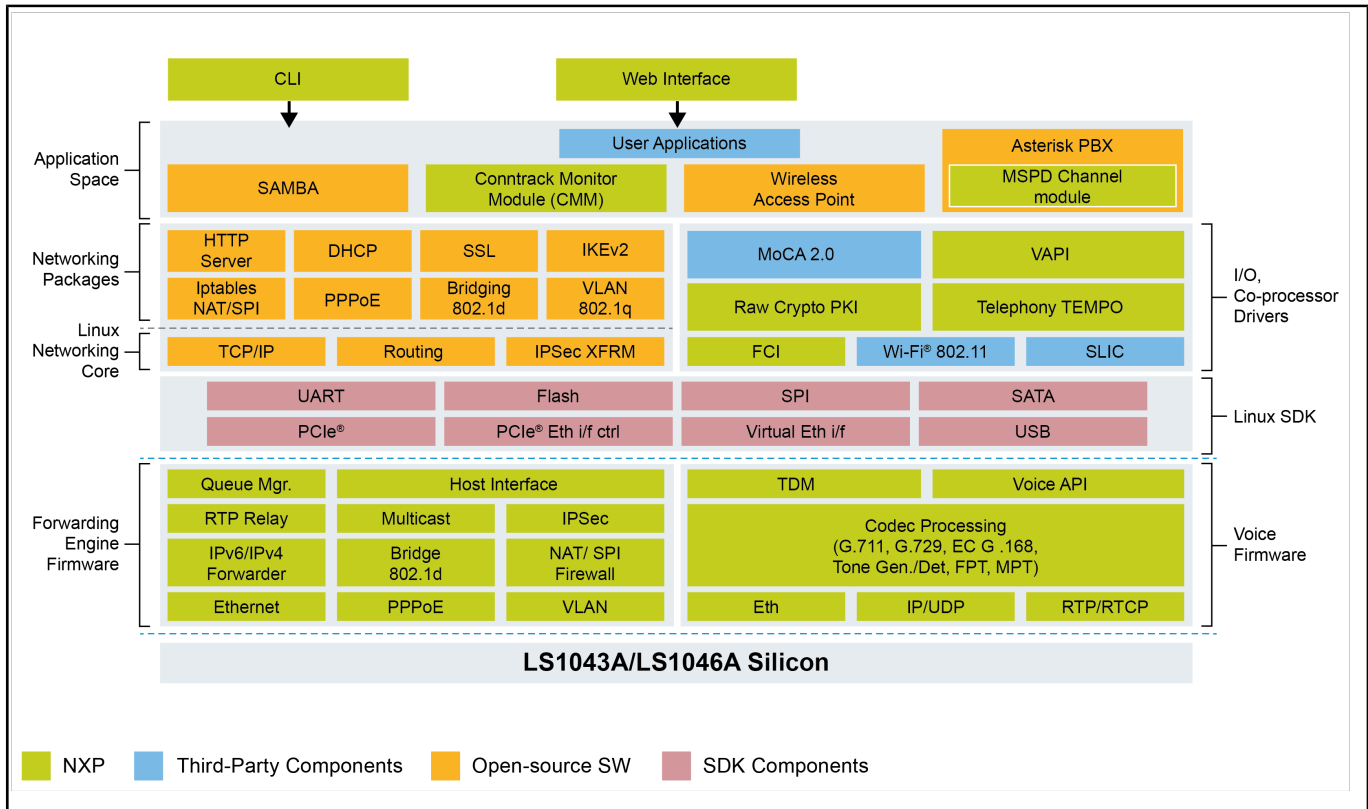 CLI
Web Interface
Application
Space
User Applications
Asterisk PBX
SAMBA
Conntrack Monitor
Module (CMM)
Wireless
Access Point
MSPD Channel
module
Networking
Packages
HTTP
Server
DHCP
SSL
IKEv2
Iptables
NAT/SPI
PPPoE
Bridging
802.1d
VLAN
802.1q
MoCA 2.0
VAPI
Raw Crypto PKI
Telephony TEMPO
I/O,
Co-processor
Drivers
Linux
Networking
Core
TCP/IP
Routing
IPSec XFRM
FCI
Wi-Fi® 802.11
SLIC
UART
Flash
SPI
SATA
PCIe®
PCIe® Eth i/f ctrl
Virtual Eth i/f
USB
Linux SDK
Forwarding
Engine
Firmware
Queue Mgr.
Host Interface
RTP Relay
Multicast
IPSec
IPv6/IPv4
Forwarder
Bridge
802.1d
NAT/ SPI
Firewall
Ethernet
PPPoE
VLAN
TDM
Voice API
Codec Processing
(G.711, G.729, EC G .168,
Tone Gen./Det, FPT, MPT)
Eth
IP/UDP
RTP/RTCP
Voice
Firmware
LS1043A/LS1046A Silicon
NXP
Third-Party Components
Open-source SW
SDK Components